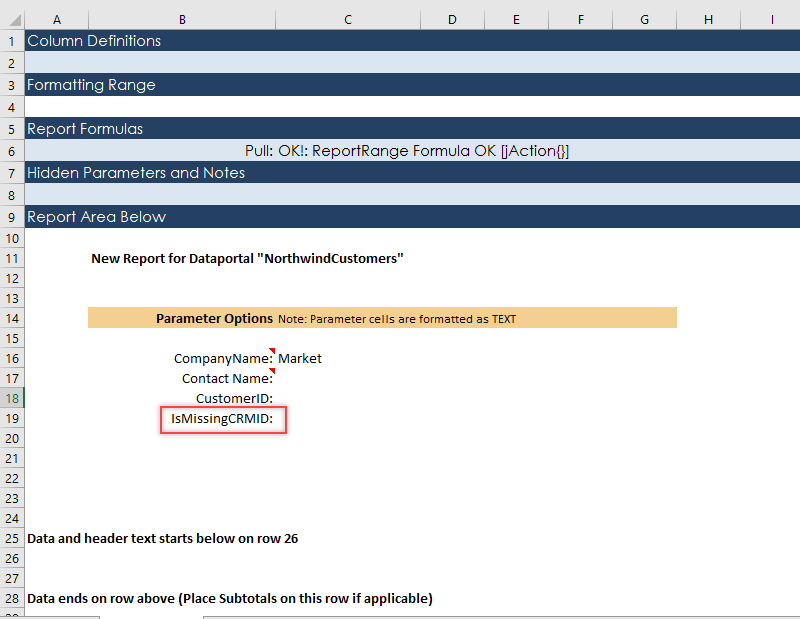 A B C D E F G H I
1 Column Definitions
2
3 Formatting Range
4
5 Report Formulas
6 Pull: OK!: ReportRange Formula OK [jAction{}]
7 Hidden Parameters and Notes
8
9 Report Area Below
10
11 New Report for Dataportal "NorthwindCustomers"
12
13
14 Parameter Options Note: Parameter cells are formatted as TEXT
15
16 CompanyName: Market
17 Contact Name:
18 CustomerID:
19 IsMissingCRMID:
20
21
22
23
24
25 Data and header text starts below on row 26
26
27
28 Data ends on row above (Place Subtotals on this row if applicable)